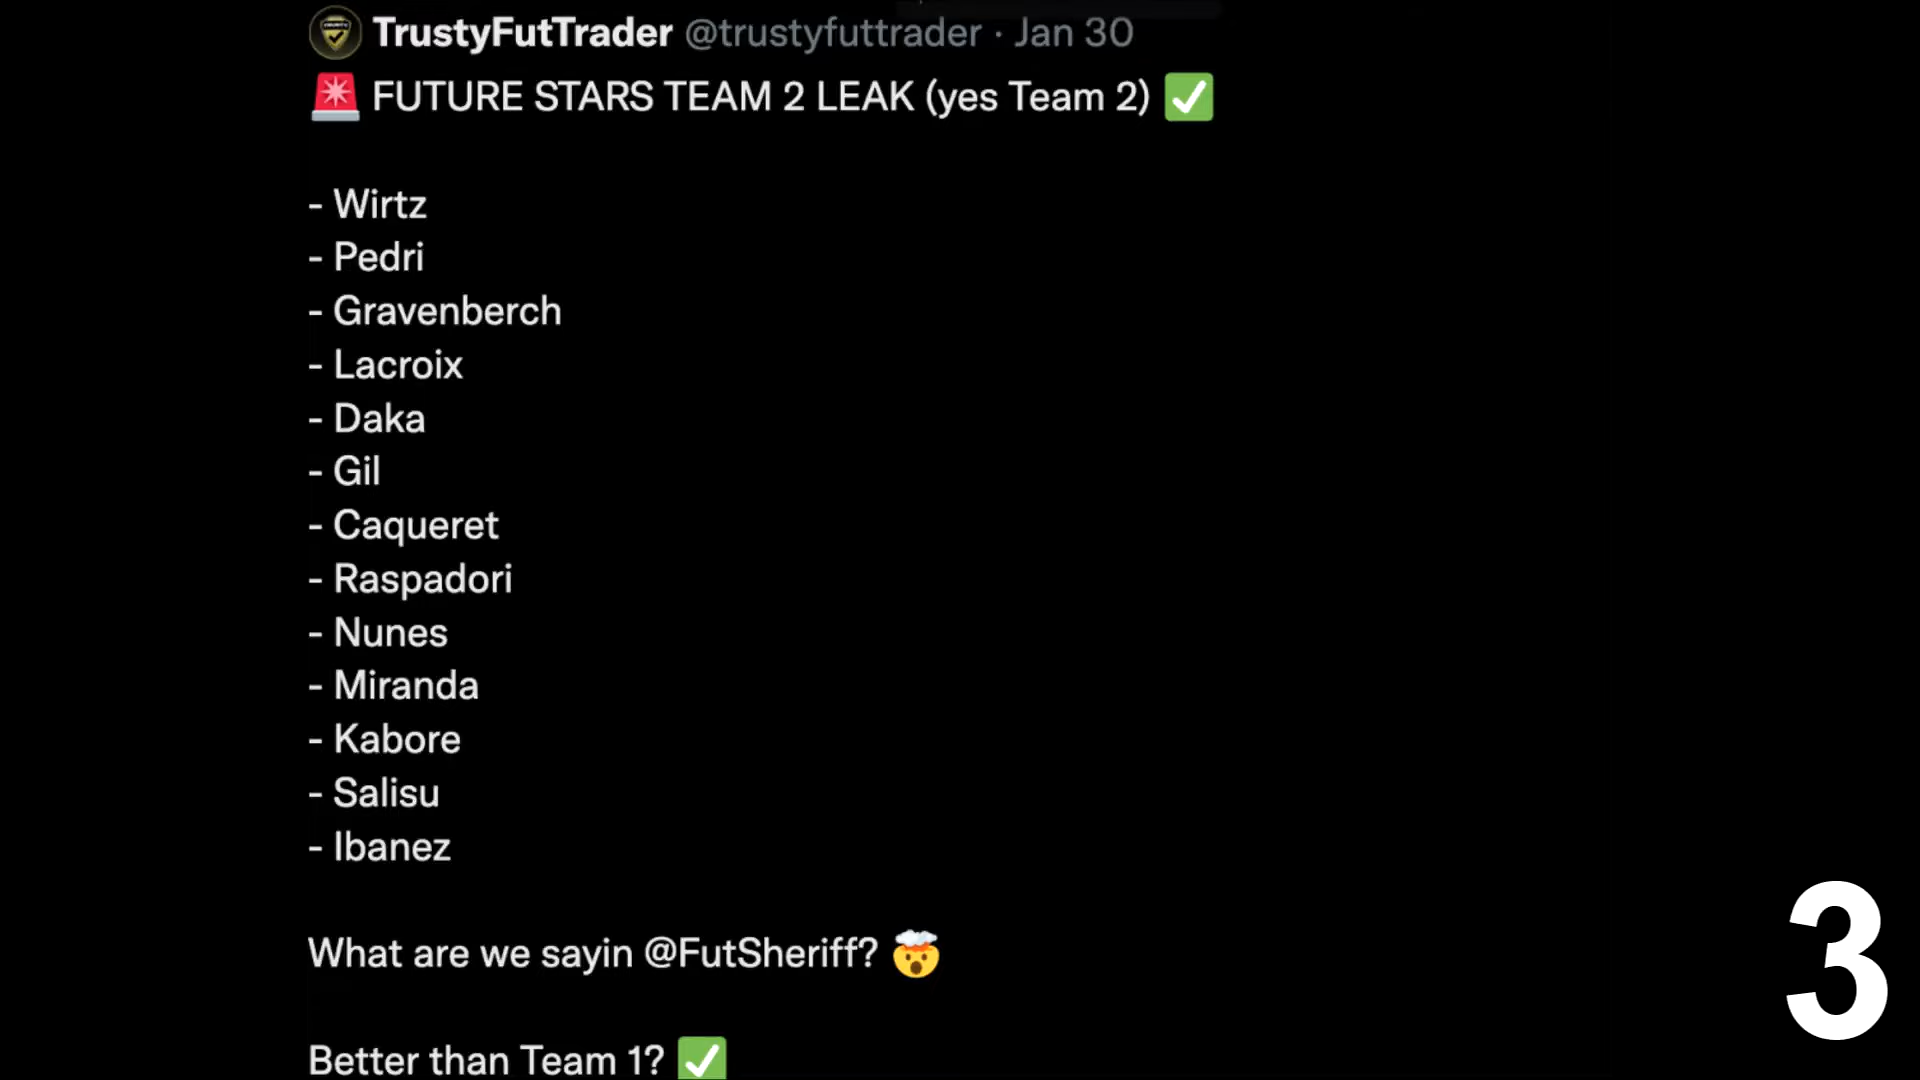 TrustyFutTrader @trustyfuttrader · Jan 30
🚨 FUTURE STARS TEAM 2 LEAK (yes Team 2) ✅
- Wirtz
- Pedri
- Gravenberch
- Lacroix
- Daka
- Gil
- Caqueret
- Raspadori
- Nunes
- Miranda
- Kabore
- Salisu
- Ibanez
What are we sayin @FutSheriff? 🤯
Better than Team 1? ✅
3